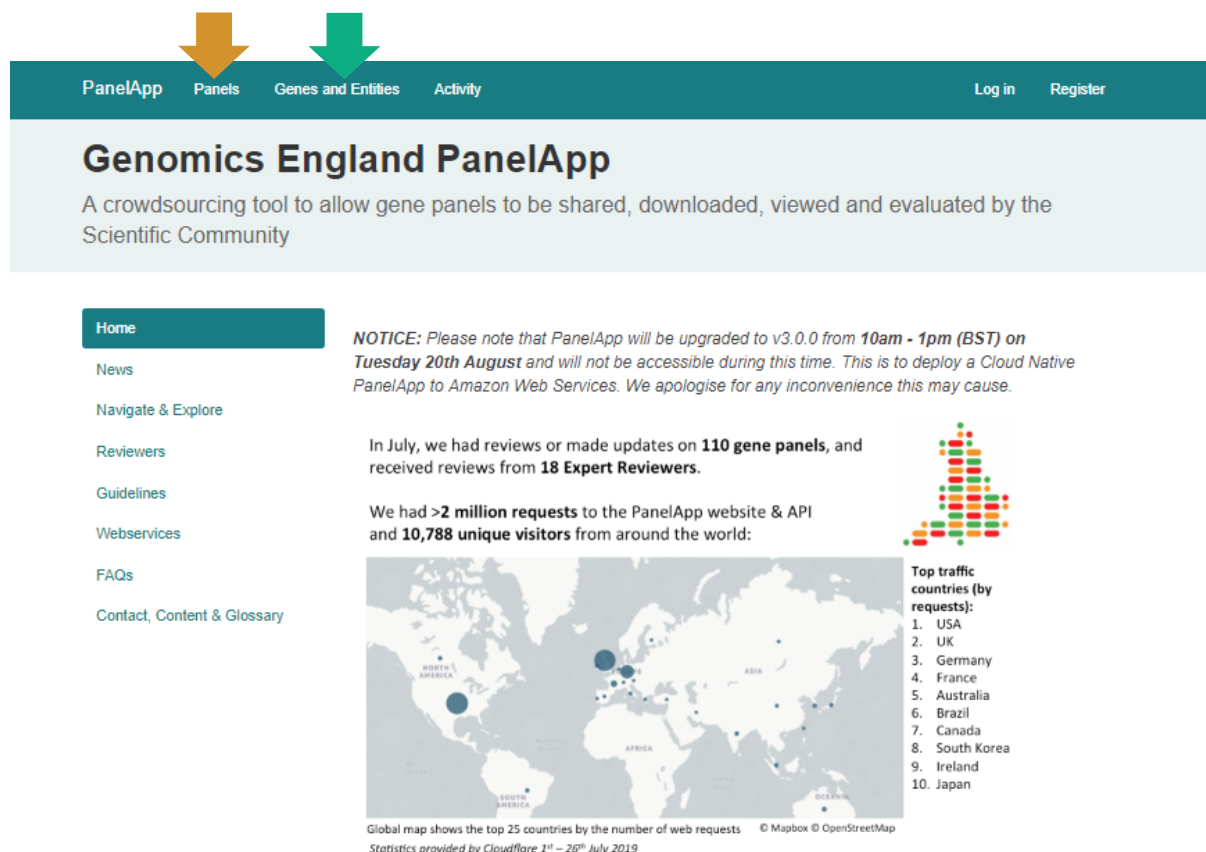 PanelApp Panels Genes and Entities Activity Log in Register
Genomics England PanelApp
A crowdsourcing tool to allow gene panels to be shared, downloaded, viewed and evaluated by the
Scientific Community
Home
News
Navigate & Explore
Reviewers
Guidelines
Webservices
FAQs
Contact, Content & Glossary
NOTICE: Please note that PanelApp will be upgraded to v3.0.0 from 10am - 1pm (BST) on
Tuesday 20th August and will not be accessible during this time. This is to deploy a Cloud Native
PanelApp to Amazon Web Services. We apologise for any inconvenience this may cause.
In July, we had reviews or made updates on 110 gene panels, and
received reviews from 18 Expert Reviewers.
We had >2 million requests to the PanelApp website & API
and 10,788 unique visitors from around the world:
NORTH
AMERICA
ASIA
AFRICA
SOUTH
AMERICA
OCEANIA
Top traffic
countries (by
requests):
1. USA
2. UK
3. Germany
4. France
5. Australia
6. Brazil
7. Canada
8. South Korea
9. Ireland
10. Japan
Global map shows the top 25 countries by the number of web requests © Mapbox © OpenStreetMap
Statistics provided by Cloudflare 1st – 26th July 2019